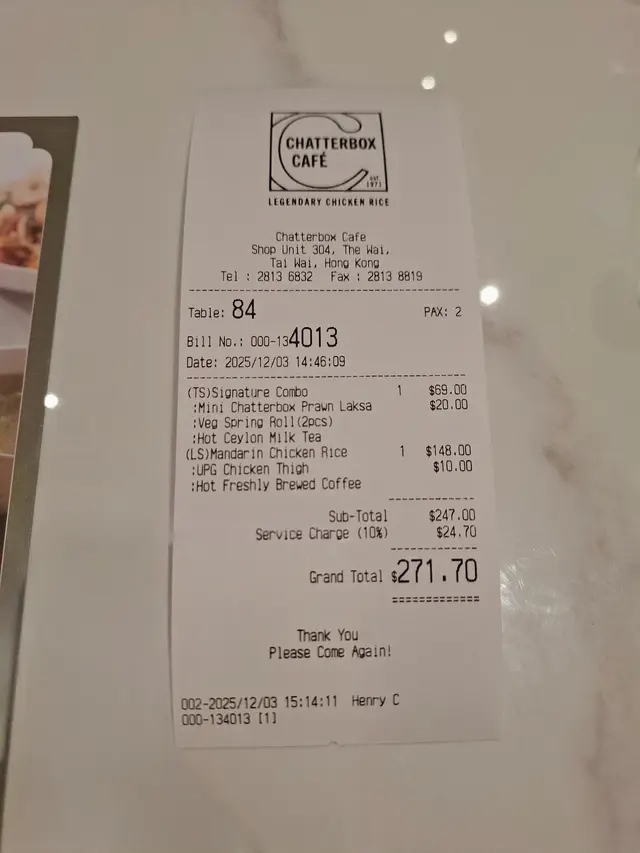 CHATTERBOX
CAFÉ
EST
1971
LEGENDARY CHICKEN RICE
Chatterbox Cafe
Shop Unit 304, The Wai,
Tai Wai, Hong Kong
Tel : 2813 6832 Fax : 2813 8819
Table: 84 PAX: 2
Bill No.: 000-134013
Date: 2025/12/03 14:46:09
(TS)Signature Combo 1 $69.00
:Mini Chatterbox Prawn Laksa $20.00
:Veg Spring Roll(2pcs)
:Hot Ceylon Milk Tea
(LS)Mandarin Chicken Rice 1 $148.00
:UPG Chicken Thigh $10.00
:Hot Freshly Brewed Coffee
Sub-Total $247.00
Service Charge (10%) $24.70
Grand Total $271.70
Thank You
Please Come Again!
002-2025/12/03 15:14:11 Henry C
000-134013 [1]